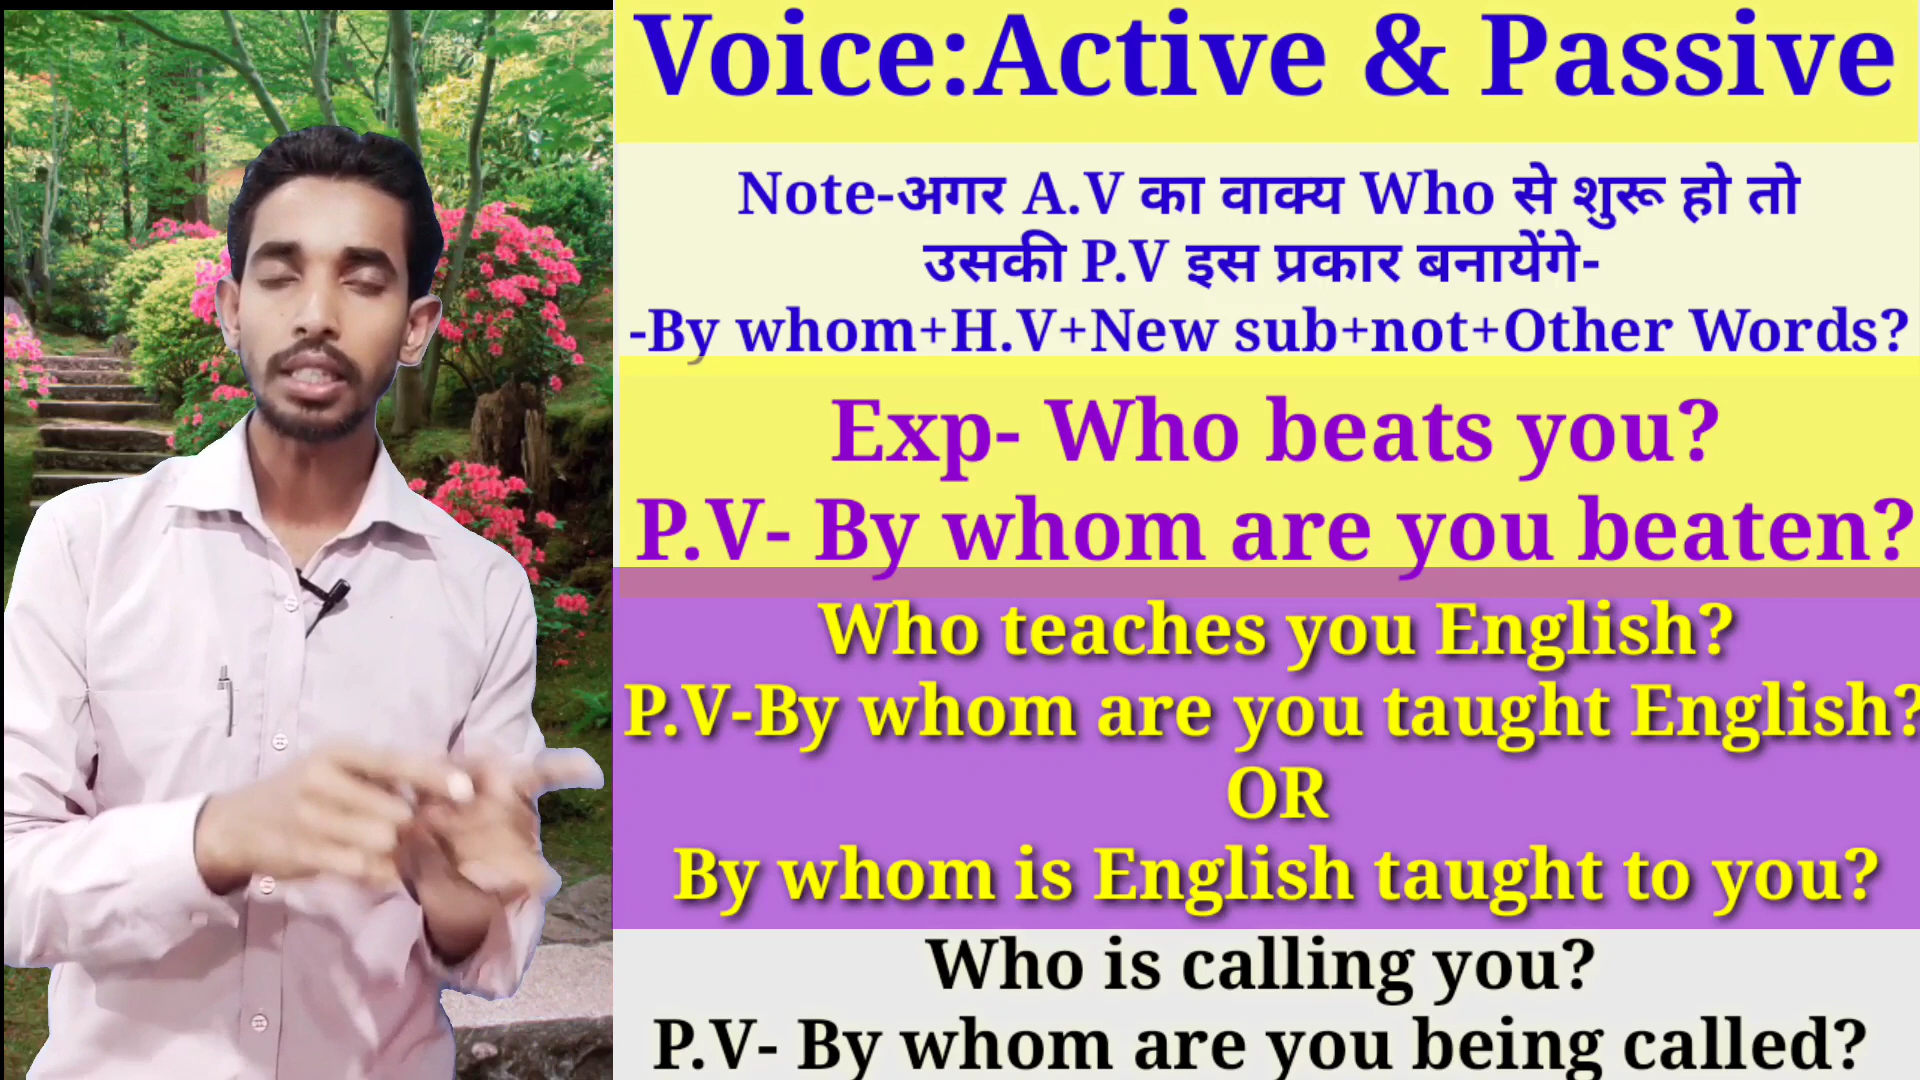 Voice:Active & Passive
Note-अगर A.V का वाक्य Who से शुरू हो तो
उसकी P.V इस प्रकार बनायेंगे-
-By whom+H.V+New sub+not+Other Words?
Exp- Who beats you?
P.V- By whom are you beaten?
Who teaches you English?
P.V-By whom are you taught English?
OR
By whom is English taught to you?
Who is calling you?
P.V- By whom are you being called?